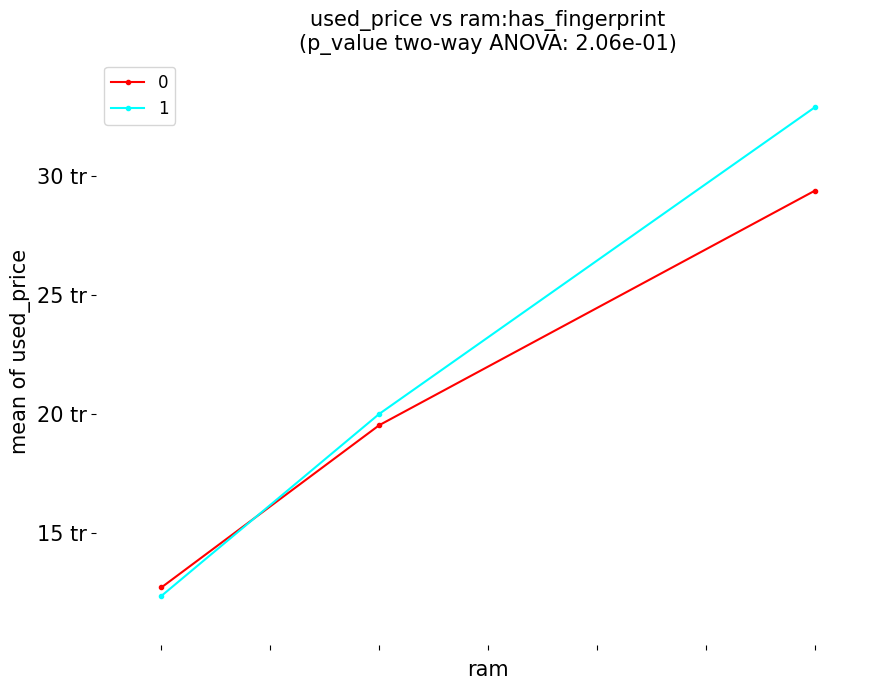 used_price vs ram:has_fingerprint
(p_value two-way ANOVA: 2.06e-01)
0
1
30 tr
25 tr
20 tr
15 tr
mean of used_price
ram